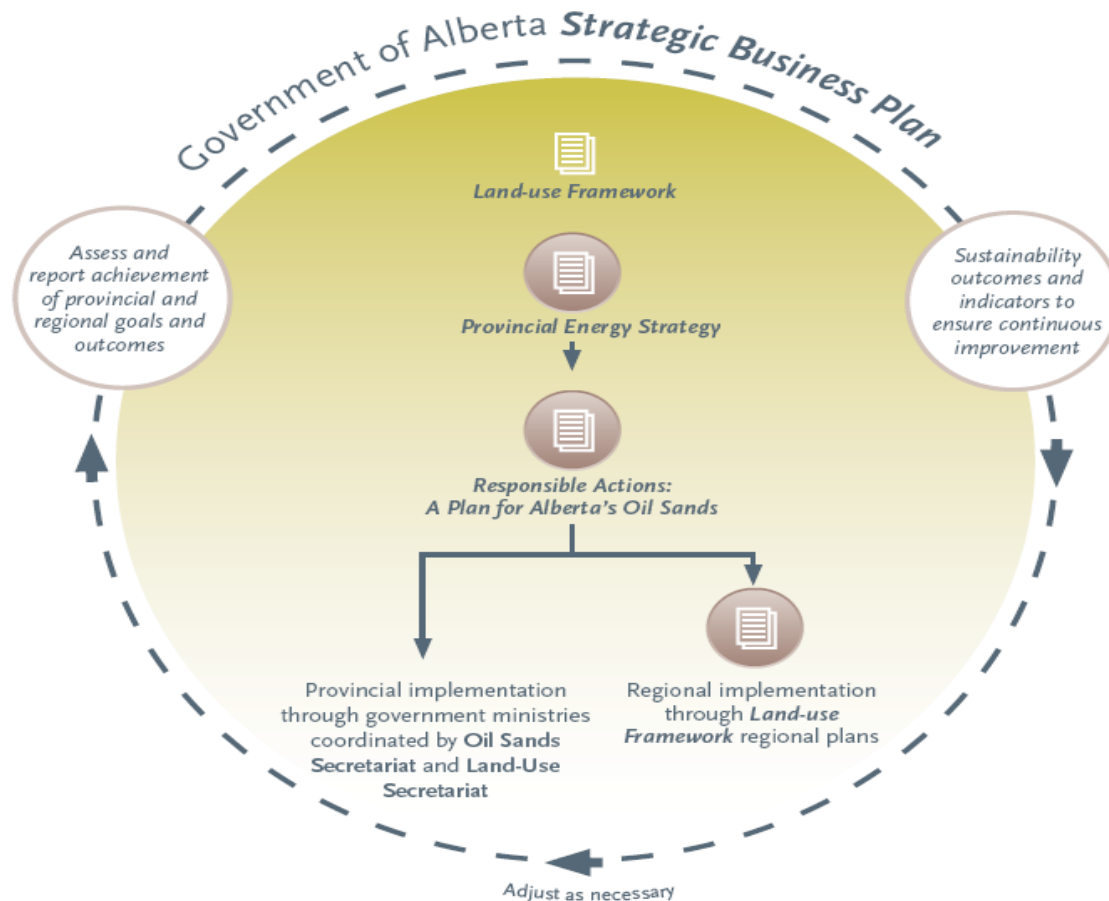 Government of Alberta Strategic Business Plan
Land-use Framework
Assess and
report achievement
of provincial and
regional goals and
outcomes
Sustainability
outcomes and
indicators to
ensure continuous
improvement
Provincial Energy Strategy
Responsible Actions:
A Plan for Alberta's Oil Sands
Provincial implementation
through government ministries
coordinated by Oil Sands
Secretariat and Land-Use
Secretariat
Regional implementation
through Land-use
Framework regional plans
Adjust as necessary